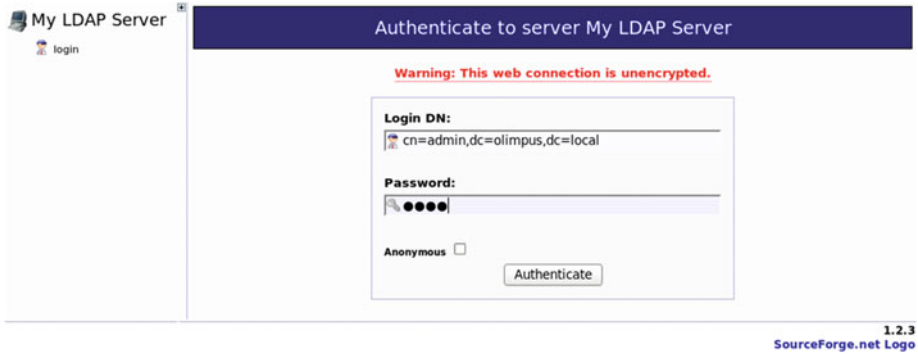 My LDAP Server
login
Authenticate to server My LDAP Server
Warning: This web connection is unencrypted.
Login DN:
cn=admin,dc=olimpus,dc=local
Password:
●●●●
Anonymous
Authenticate
1.2.3
SourceForge.net Logo